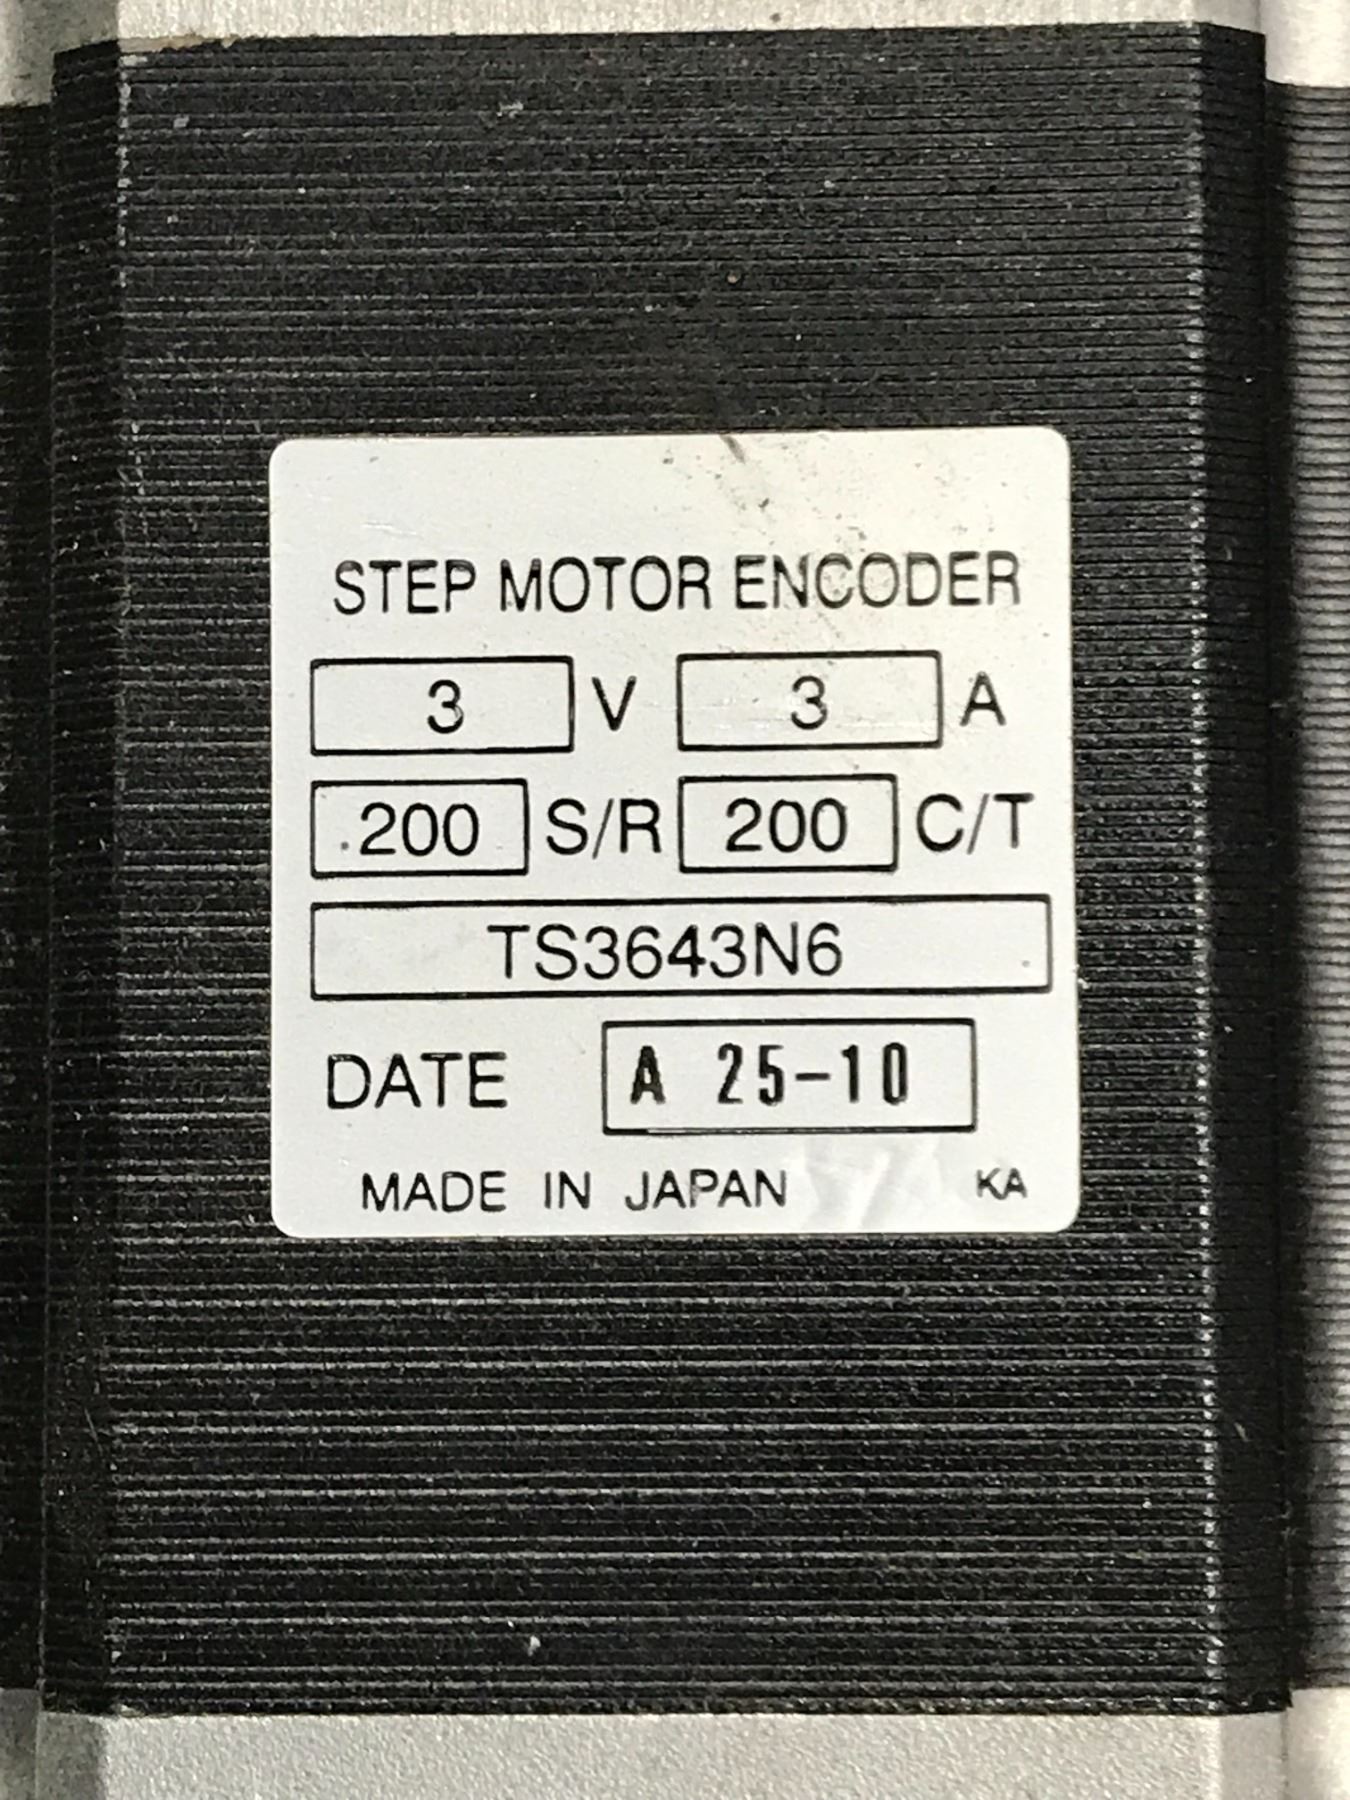 STEP MOTOR ENCODER
3 V 3 A
200 S/R 200 C/T
TS3643N6
DATE A 25-10
MADE IN JAPAN KA